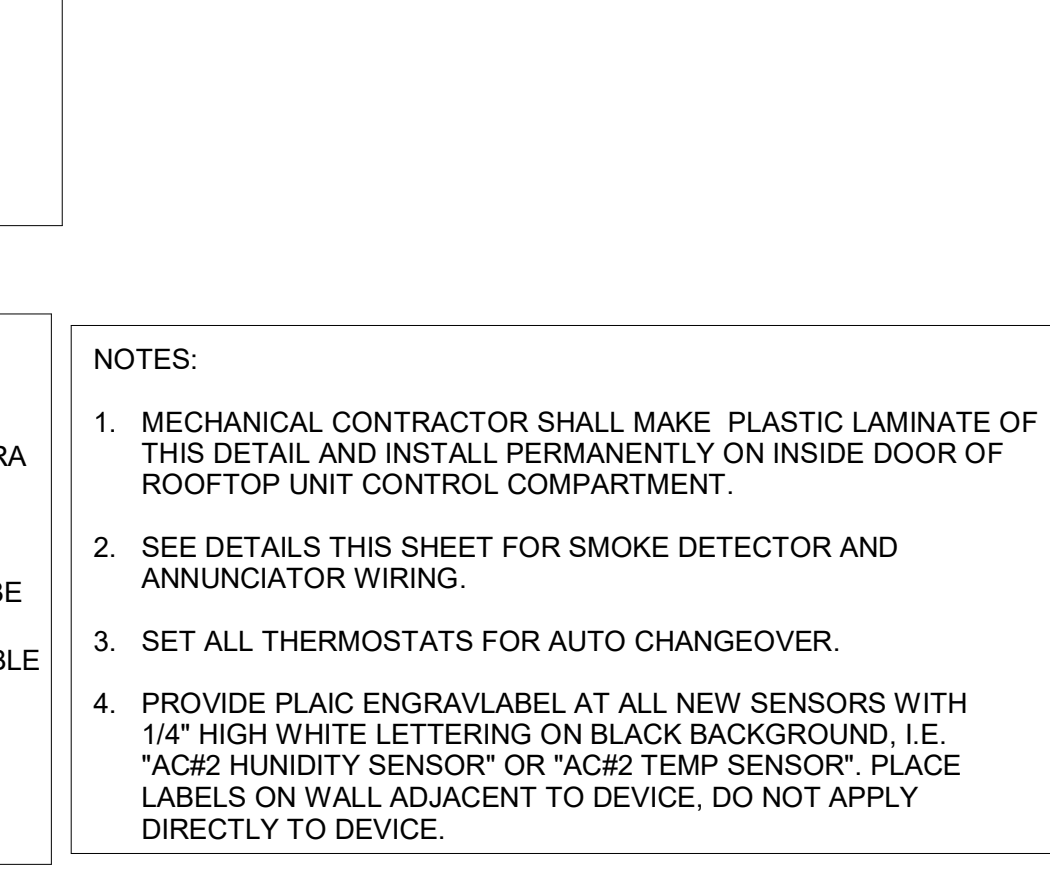 RA
BE
BLE
NOTES:
1. MECHANICAL CONTRACTOR SHALL MAKE PLASTIC LAMINATE OF
THIS DETAIL AND INSTALL PERMANENTLY ON INSIDE DOOR OF
ROOFTOP UNIT CONTROL COMPARTMENT.
2. SEE DETAILS THIS SHEET FOR SMOKE DETECTOR AND
ANNUNCIATOR WIRING.
3. SET ALL THERMOSTATS FOR AUTO CHANGEOVER.
4. PROVIDE PLAIC ENGRAVLABEL AT ALL NEW SENSORS WITH
1/4" HIGH WHITE LETTERING ON BLACK BACKGROUND, I.E.
"AC#2 HUNIDITY SENSOR" OR "AC#2 TEMP SENSOR". PLACE
LABELS ON WALL ADJACENT TO DEVICE, DO NOT APPLY
DIRECTLY TO DEVICE.